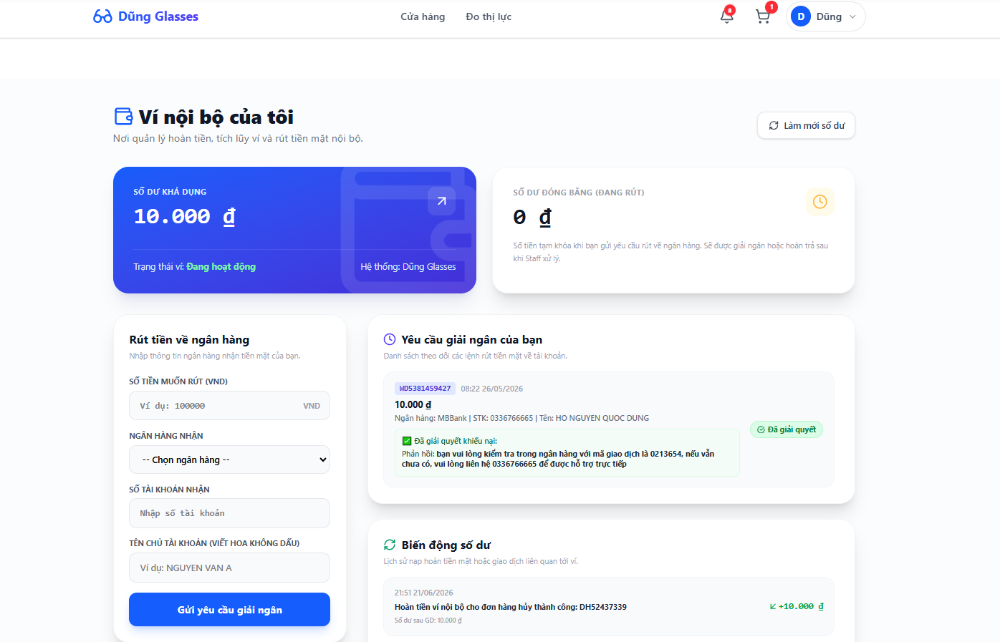 Dũng Glasses
Cửa hàng
Đo thị lực
1
D
Dũng
Ví nội bộ của tôi
Nơi quản lý hoàn tiền, tích lũy ví và rút tiền mặt nội bộ.
Làm mới số dư
SỐ DƯ KHẢ DỤNG
10.000 ₫
Trạng thái ví: Đang hoạt động
Hệ thống: Dũng Glasses
SỐ DƯ ĐÓNG BĂNG (ĐANG RÚT)
0 ₫
Số tiền tạm khóa khi bạn gửi yêu cầu rút về ngân hàng. Sẽ được giải ngân hoặc hoàn trả sau
khi Staff xử lý.
Rút tiền về ngân hàng
Nhập thông tin ngân hàng nhận tiền mặt của bạn.
SỐ TIỀN MUỐN RÚT (VND)
Ví dụ: 100000
VND
NGÂN HÀNG NHẬN
-- Chọn ngân hàng --
SỐ TÀI KHOẢN NHẬN
Nhập số tài khoản
TÊN CHỦ TÀI KHOẢN (VIẾT HOA KHÔNG DẤU)
Ví dụ: NGUYEN VAN A
Gửi yêu cầu giải ngân
Yêu cầu giải ngân của bạn
Danh sách theo dõi các lệnh rút tiền mặt về tài khoản.
WD5381459427
08:22 26/05/2026
10.000 ₫
Ngân hàng: MBBank | STK: 0336766665 | Tên: HO NGUYEN QUOC DUNG
✅ Đã giải quyết khiếu nại:
Phản hồi: bạn vui lòng kiểm tra trong ngân hàng với mã giao dịch là 0213654, nếu vẫn
chưa có, vui lòng liên hệ 0336766665 để được hỗ trợ trực tiếp
Đã giải quyết
Biến động số dư
Lịch sử nạp hoàn tiền mặt hoặc giao dịch liên quan tới ví.
21:51 21/06/2026
Hoàn tiền ví nội bộ cho đơn hàng hủy thành công: DH52437339
Số dư sau GD: 10.000 ₫
+10.000 ₫